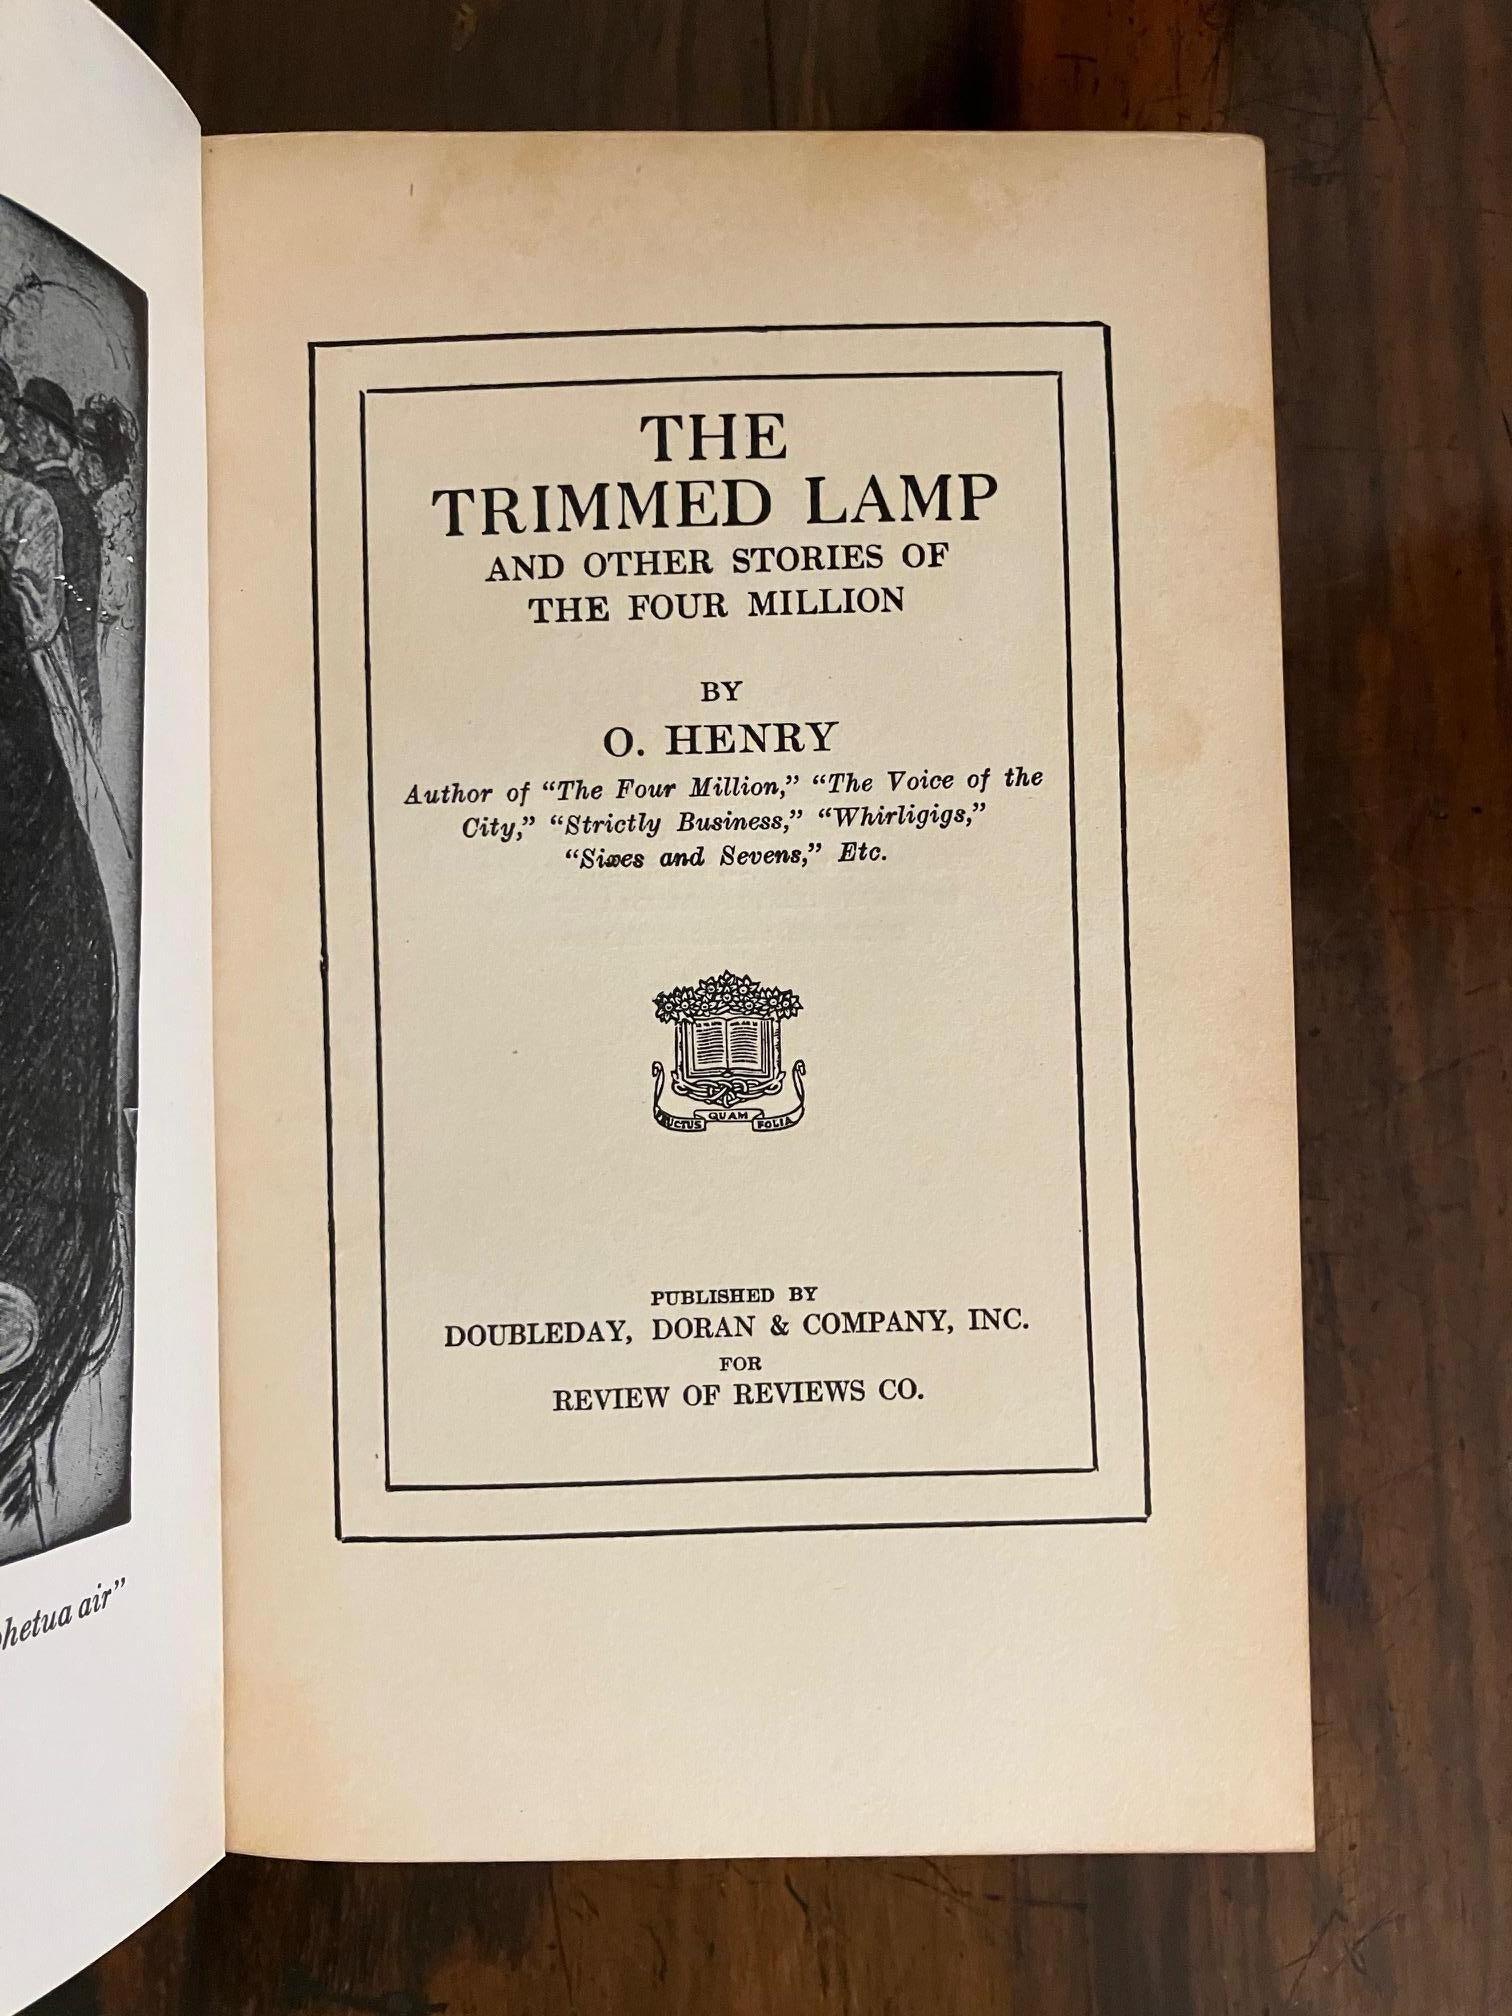 THE
TRIMMED LAMP
AND OTHER STORIES OF
THE FOUR MILLION
BY
O. HENRY
Author of "The Four Million," "The Voice of the
City," "Strictly Business," "Whirligigs,"
"Sixes and Sevens," Etc.
QUAM
FOLIA
PUBLISHED BY
DOUBLEDAY, DORAN & COMPANY, INC.
FOR
REVIEW OF REVIEWS CO.
air"